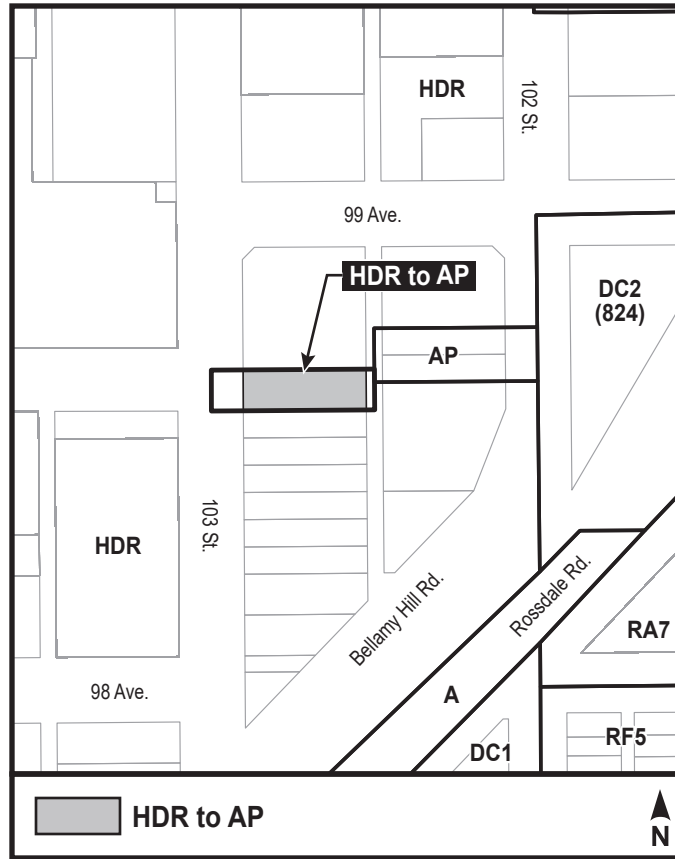 HDR
102 St.
99 Ave.
HDR to AP
DC2
(824)
AP
103 St.
HDR
Bellamy Hill Rd.
Rossdale Rd.
RA7
98 Ave.
A
DC1
RF5
HDR to AP
N